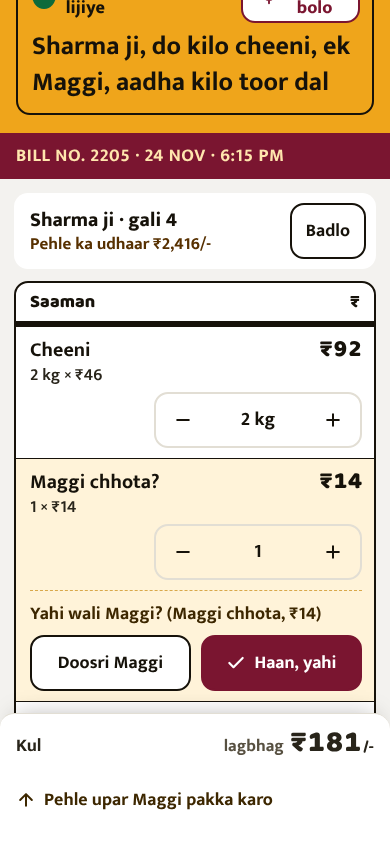 lijiye
bolo
Sharma ji, do kilo cheeni, ek
Maggi, aadha kilo toor dal
BILL NO. 2205 · 24 NOV · 6:15 PM
Sharma ji · gali 4
Pehle ka udhaar ₹2,416/-
Badlo
Saaman ₹
Cheeni ₹92
2 kg × ₹46
− 2 kg +
Maggi chhota? ₹14
1 × ₹14
− 1 +
Yahi wali Maggi? (Maggi chhota, ₹14)
Doosri Maggi
Haan, yahi
Kul lagbhag ₹181/-
Pehle upar Maggi pakka karo